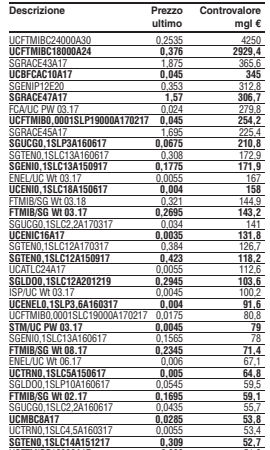 Descrizione Prezzo ultimo Controvalore mgl €
UCFTMIBC24000A30 0,2535 4250
UCFTMIBC18000A24 0,376 2929,4
SGRACE43A17 1,875 365,6
UCBFCAC10A17 0,045 345
SGENIP12E20 0,353 312,8
SGRACE47A17 1,57 306,7
FCA/UC PW 03.17 0,024 279,8
UCFTMIB0,0001SLP19000A170217 0,045 254,2
SGRACE45A17 1,695 225,4
SGUCG0,1SLP3A160617 0,0675 210,8
SGTEN0,1SLC13A160617 0,308 172,9
SGENI0,1SLC13A150917 0,1775 171,9
ENEL/UC Wt 03.17 0,0055 167
UCENI0,1SLC18A150617 0,004 158
FTMIB/SG Wt 03.18 0,321 144,9
FTMIB/SG Wt 03.17 0,2695 143,2
SGUCG0,1SLC2,2A170317 0,034 141
UCENIC16A17 0,0035 131,8
SGTEN0,1SLC12A170317 0,384 126,7
SGTEN0,1SLC12A150917 0,423 118,2
UCATLC24A17 0,0055 112,6
SGLDO0,1SLC12A201219 0,2945 103,6
ISP/UC Wt 03.17 0,0045 100,2
UCENEL0,1SLP3,6A160317 0,004 91,6
UCFTMIB0,0001SLC19000A170217 0,0175 80,8
STM/UC PW 03.17 0,0045 79
SGENI0,1SLC13A160617 0,1565 78
FTMIB/SG Wt 08.17 0,2345 71,4
ENEL/UC Wt 06.17 0,006 67,1
UCTRN0,1SLC5A150617 0,005 64,8
SGLDO0,1SLP10A160617 0,0545 59,5
FTMIB/SG Wt 02.17 0,1695 59,1
SGUCG0,1SLC2,2A160617 0,0435 55,7
UCMBC8A17 0,0285 53,8
UCTRN0,1SLC4,5A160317 0,0055 53,4
SGTEN0,1SLC14A151217 0,309 52,7